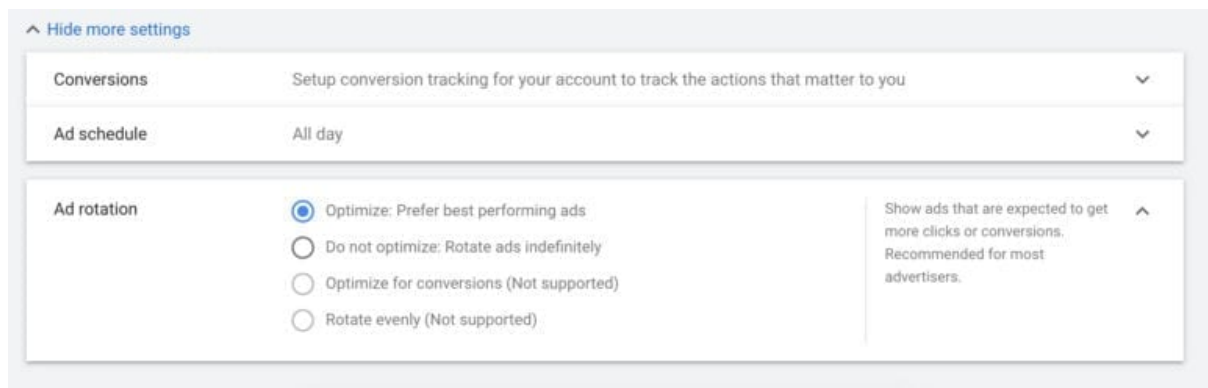 Hide more settings
Conversions Setup conversion tracking for your account to track the actions that matter to you
Ad schedule All day
Ad rotation
Optimize: Prefer best performing ads
Do not optimize: Rotate ads indefinitely
Optimize for conversions (Not supported)
Rotate evenly (Not supported)
Show ads that are expected to get
more clicks or conversions.
Recommended for most
advertisers.